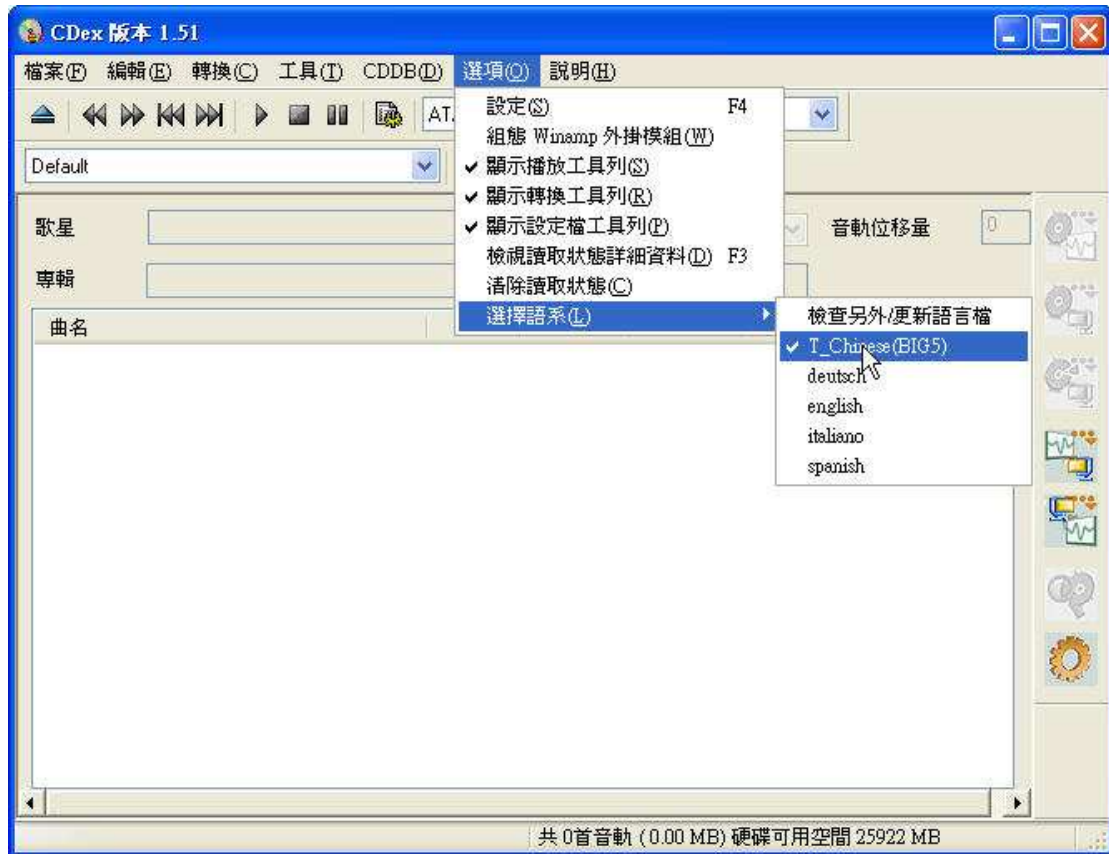 CDex 版本 1.51
檔案(F) 編輯(E) 轉換(C) 工具(T) CDDB(D) 選項(O) 說明(H)
AT
設定(S) F4
組態 Winamp 外掛模組(W)
Default
顯示播放工具列(S)
顯示轉換工具列(R)
顯示設定檔工具列(P)
歌星
音軌位移量 0
檢視讀取狀態詳細資料(D) F3
專輯
清除讀取狀態(C)
選擇語系(L)
曲名
檢查另外/更新語言檔
T_Chinese(BIG5)
deutsch
english
italiano
spanish
共 0首音軌 ( 0.00 MB) 硬碟可用空間 25922 MB